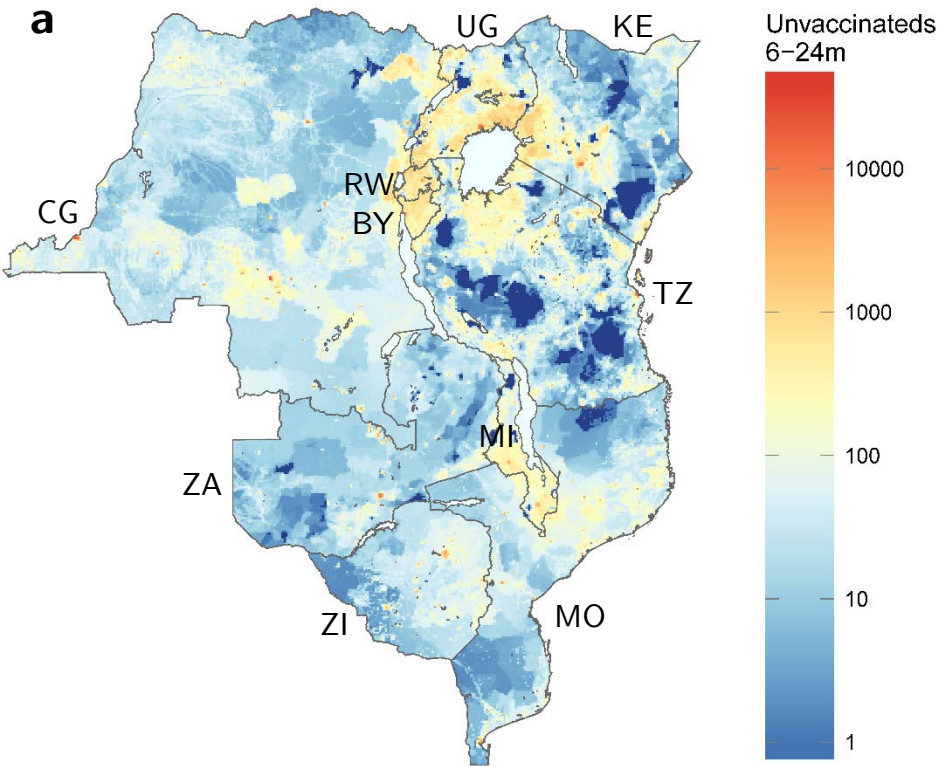 a
UG
KE
Unvaccinateds
6−24m
10000
RW
CG
BY
TZ
1000
MI
100
ZA
10
ZI
MO
1